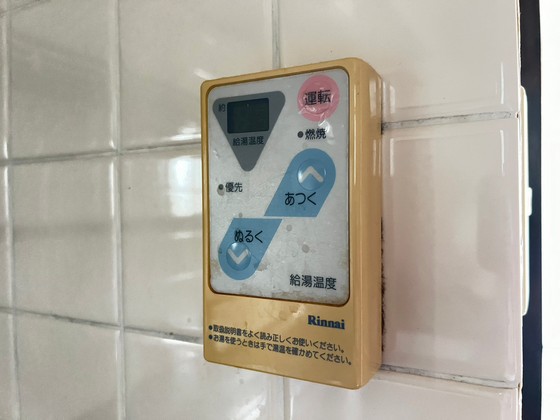 約
運転
給湯温度
燃焼
優先
あつく
ぬるく
給湯温度
Rinnai
●取扱説明書をよく読み正しくお使いください。
●お湯を使うときは手で湯温を確かめてください。